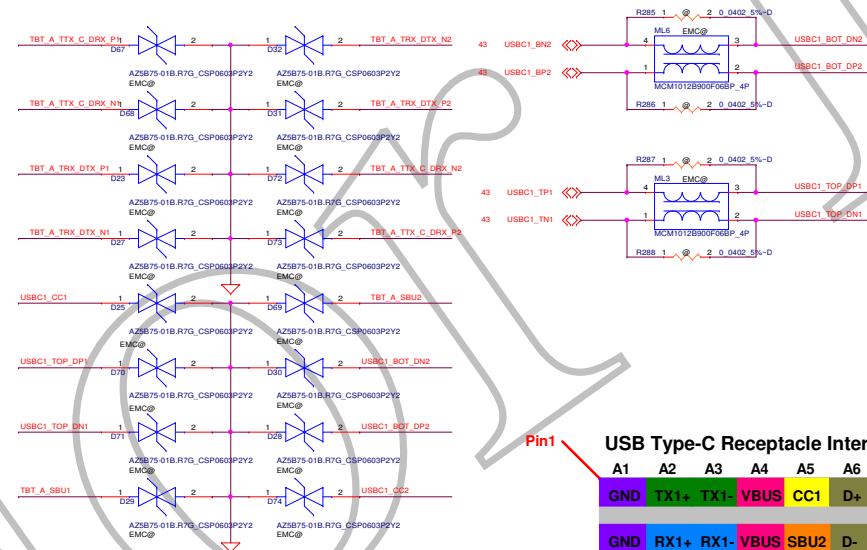 TBT_A_TTX_C_DRX_P1 1 2 D67 AZ5B75-01B.R7G_CSP0603P2Y2 EMC@
1 2 TBT_A_TRX_DTX_N2 D32 AZ5B75-01B.R7G_CSP0603P2Y2 EMC@
TBT_A_TTX_C_DRX_N1 1 2 D68 AZ5B75-01B.R7G_CSP0603P2Y2 EMC@
1 2 TBT_A_TRX_DTX_P2 D31 AZ5B75-01B.R7G_CSP0603P2Y2 EMC@
TBT_A_TRX_DTX_P1 1 2 D23 AZ5B75-01B.R7G_CSP0603P2Y2 EMC@
1 2 TBT_A_TTX_C_DRX_N2 D72 AZ5B75-01B.R7G_CSP0603P2Y2 EMC@
TBT_A_TRX_DTX_N1 1 2 D27 AZ5B75-01B.R7G_CSP0603P2Y2 EMC@
1 2 TBT_A_TTX_C_DRX_P2 D73 AZ5B75-01B.R7G_CSP0603P2Y2 EMC@
USBC1_CC1 1 2 D25 AZ5B75-01B.R7G_CSP0603P2Y2 EMC@
1 2 TBT_A_SBU2 D69 AZ5B75-01B.R7G_CSP0603P2Y2 EMC@
USBC1_TOP_DP1 1 2 D70 AZ5B75-01B.R7G_CSP0603P2Y2 EMC@
1 2 USBC1_BOT_DN2 D30 AZ5B75-01B.R7G_CSP0603P2Y2 EMC@
USBC1_TOP_DN1 1 2 D71 AZ5B75-01B.R7G_CSP0603P2Y2 EMC@
1 2 USBC1_BOT_DP2 D28 AZ5B75-01B.R7G_CSP0603P2Y2 EMC@
TBT_A_SBU1 1 2 D29 AZ5B75-01B.R7G_CSP0603P2Y2 EMC@
1 2 USBC1_CC2 D74 AZ5B75-01B.R7G_CSP0603P2Y2 EMC@
R285 1 @ 2 0_0402_5%~D
ML6 EMC@
43 USBC1_BN2 4 3 USBC1_BOT_DN2
43 USBC1_BP2 1 2 USBC1_BOT_DP2
MCM1012B900F06BP_4P
R286 1 @ 2 0_0402_5%~D
R287 1 @ 2 0_0402_5%~D
ML3 EMC@
43 USBC1_TP1 4 3 USBC1_TOP_DP1
43 USBC1_TN1 1 2 USBC1_TOP_DN1
MCM1012B900F06BP_4P
R288 1 @ 2 0_0402_5%~D
Pin1
USB Type-C Receptacle Inter
A1 A2 A3 A4 A5 A6
GND TX1+ TX1- VBUS CC1 D+
GND RX1+ RX1- VBUS SBU2 D-